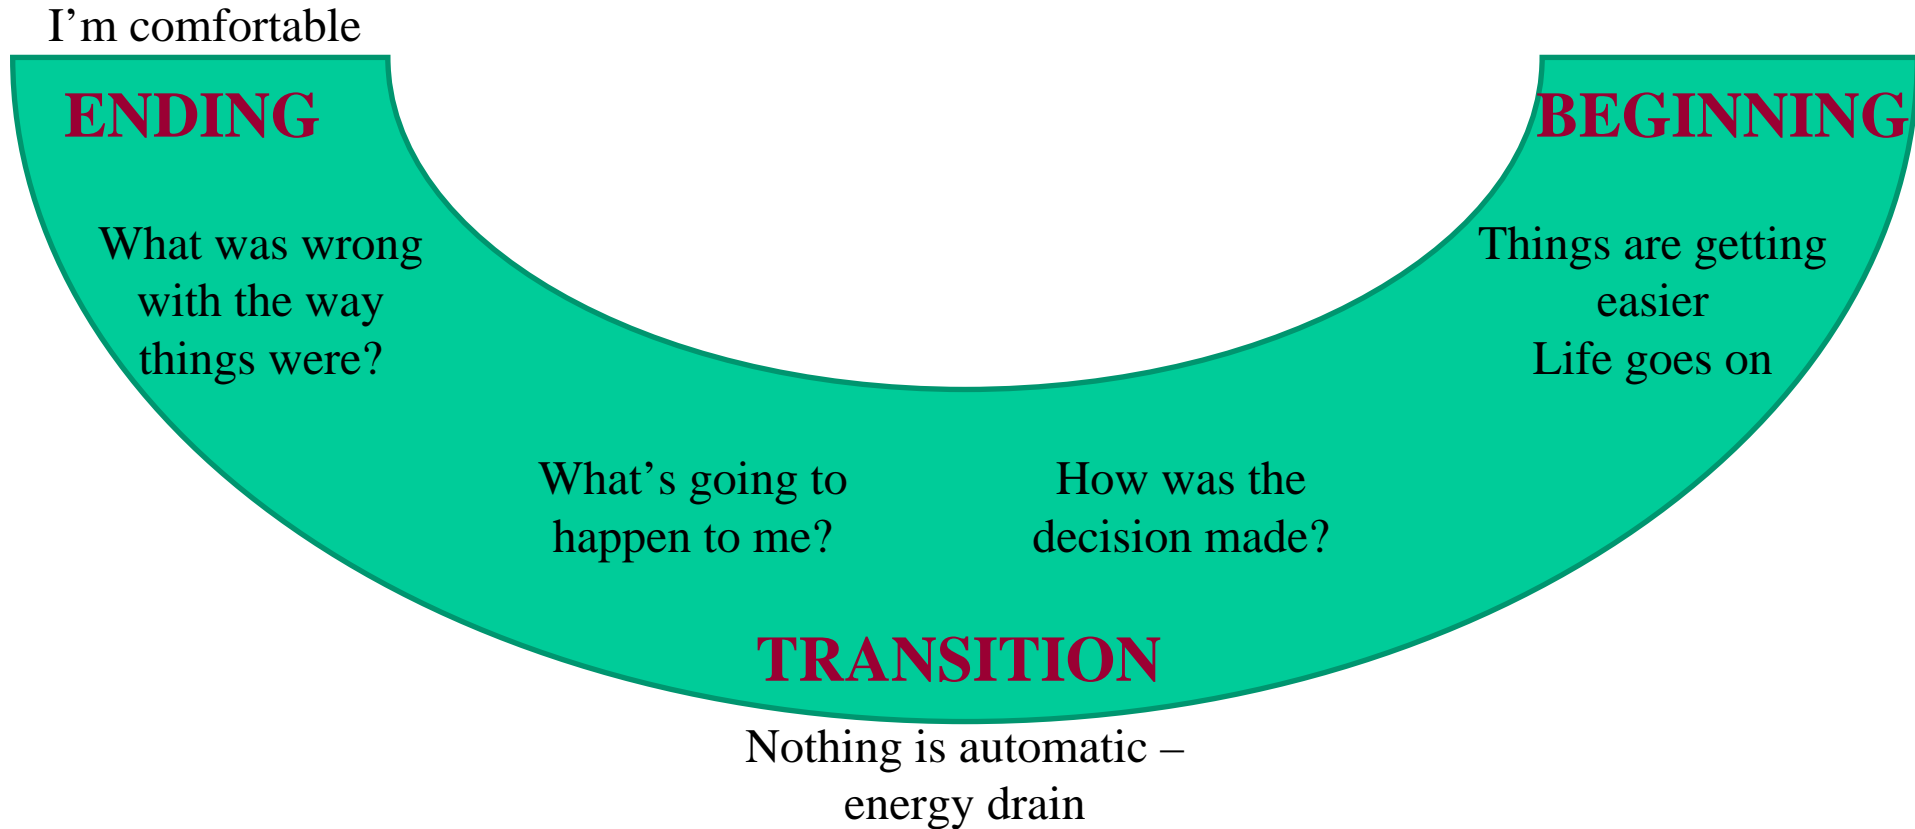 I’m comfortable
ENDING
What was wrong
with the way
things were?
What’s going to
happen to me?
TRANSITION
Nothing is automatic –
energy drain
How was the
decision made?
BEGINNING
Things are getting
easier
Life goes on